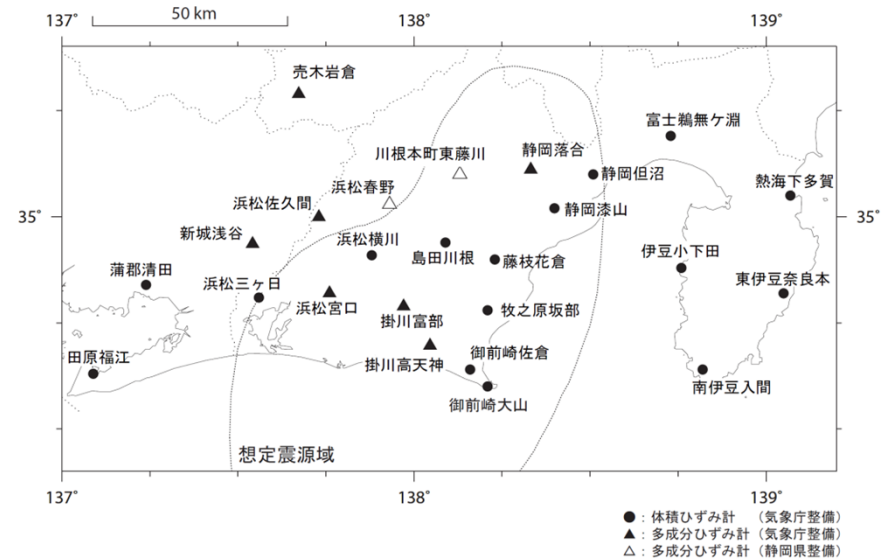 137°
50 km
138°
139°
売木岩倉
富士鵜無ケ淵
川根本町東藤川
静岡落合
浜松春野
静岡但沼
熱海下多賀
浜松佐久間
35°
静岡漆山
35°
新城浅谷
浜松横川
蒲郡清田
島田川根
藤枝花倉
伊豆小下田
浜松三ヶ日
東伊豆奈良本
浜松宮口
掛川富部
牧之原坂部
田原福江
掛川高天神
御前崎佐倉
南伊豆入間
御前崎大山
想定震源域
137°
138°
139°
●：体積ひずみ計　（気象庁整備）
▲：多成分ひずみ計（気象庁整備）
△：多成分ひずみ計（静岡県整備）